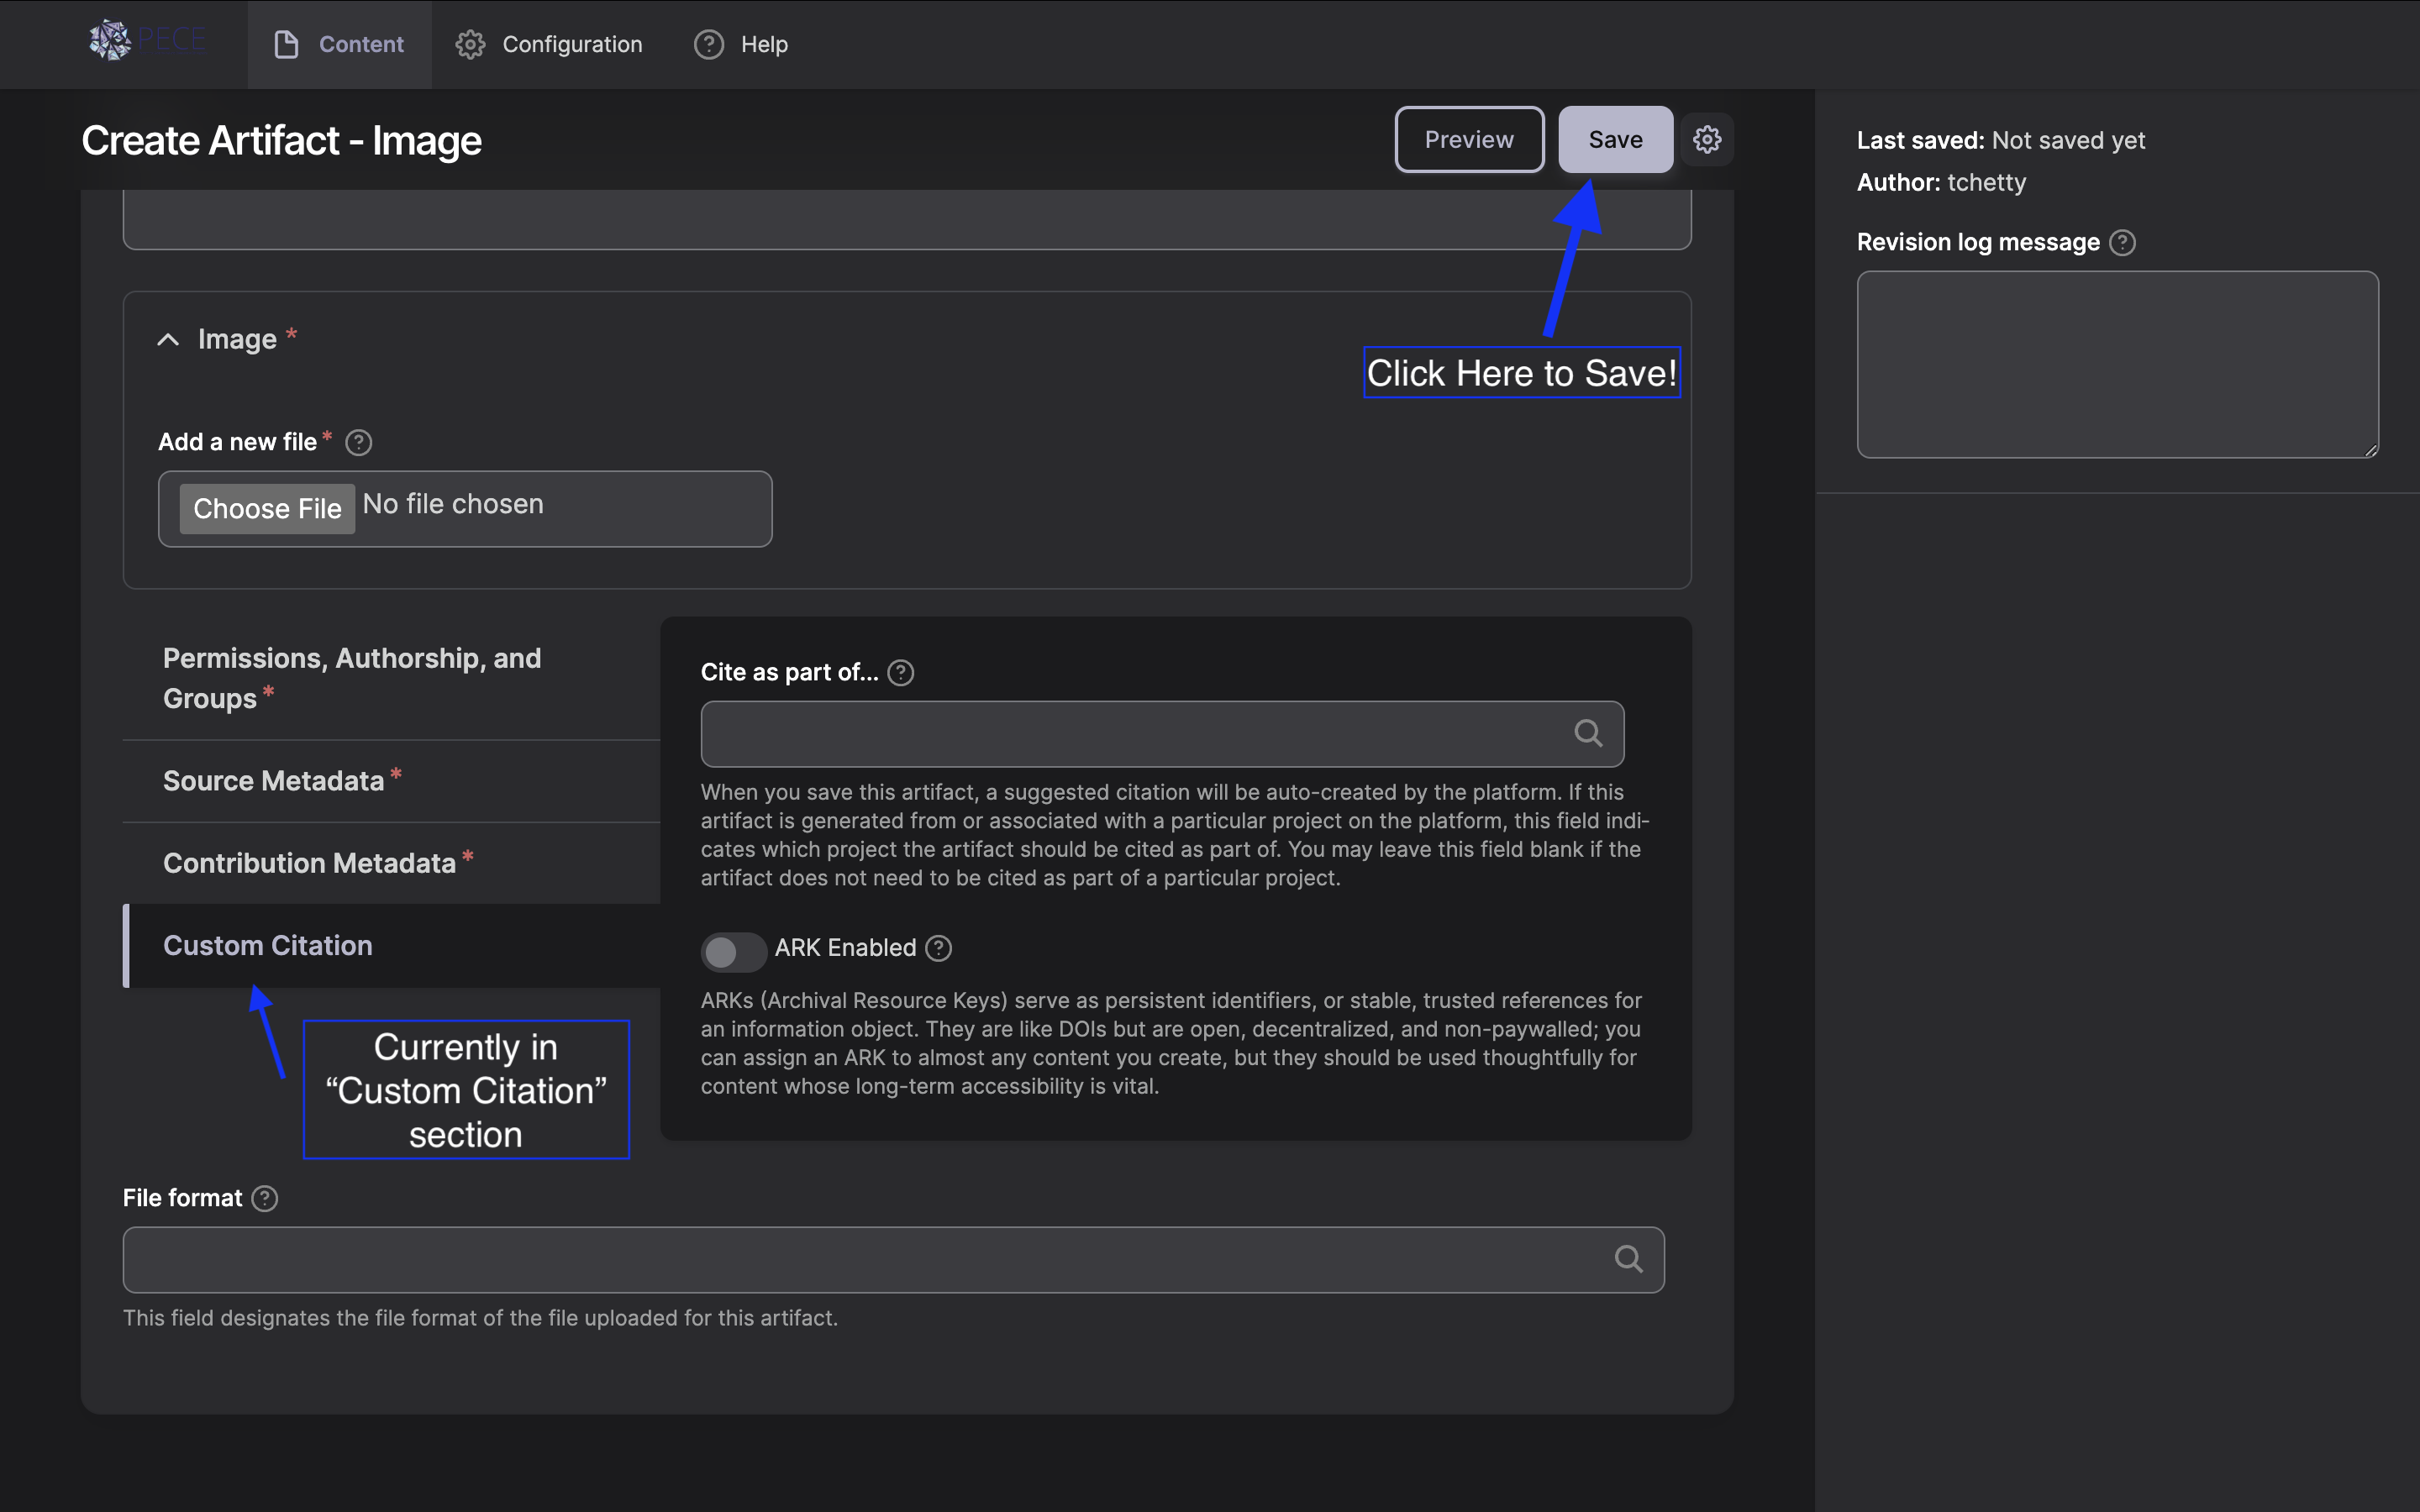 PECE
Content
Configuration
Help
Create Artifact - Image
Preview
Save
Click Here to Save!
Image *
Add a new file *
Choose File No file chosen
Permissions, Authorship, and
Groups *
Source Metadata *
Contribution Metadata *
Custom Citation
Currently in
“Custom Citation”
section
Cite as part of...
When you save this artifact, a suggested citation will be auto-created by the platform. If this
artifact is generated from or associated with a particular project on the platform, this field indi-
cates which project the artifact should be cited as part of. You may leave this field blank if the
artifact does not need to be cited as part of a particular project.
ARK Enabled
ARKs (Archival Resource Keys) serve as persistent identifiers, or stable, trusted references for
an information object. They are like DOIs but are open, decentralized, and non-paywalled; you
can assign an ARK to almost any content you create, but they should be used thoughtfully for
content whose long-term accessibility is vital.
File format
This field designates the file format of the file uploaded for this artifact.
Last saved: Not saved yet
Author: tchetty
Revision log message